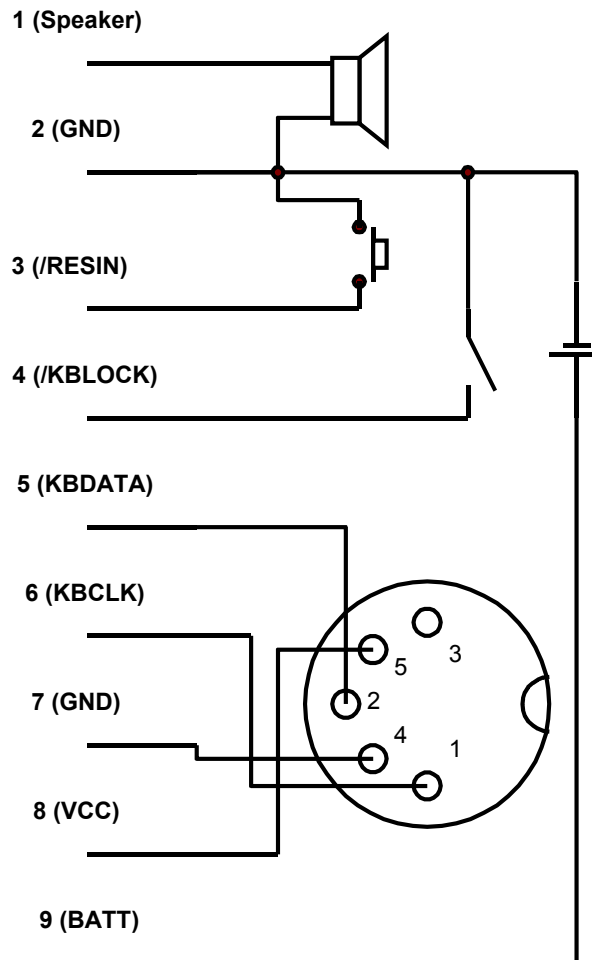 1 (Speaker)
2 (GND)
3 (/RESIN)
4 (/KBLOCK)
5 (KBDATA)
6 (KBCLK)
3
5
7 (GND)
2
4
1
8 (VCC)
9 (BATT)